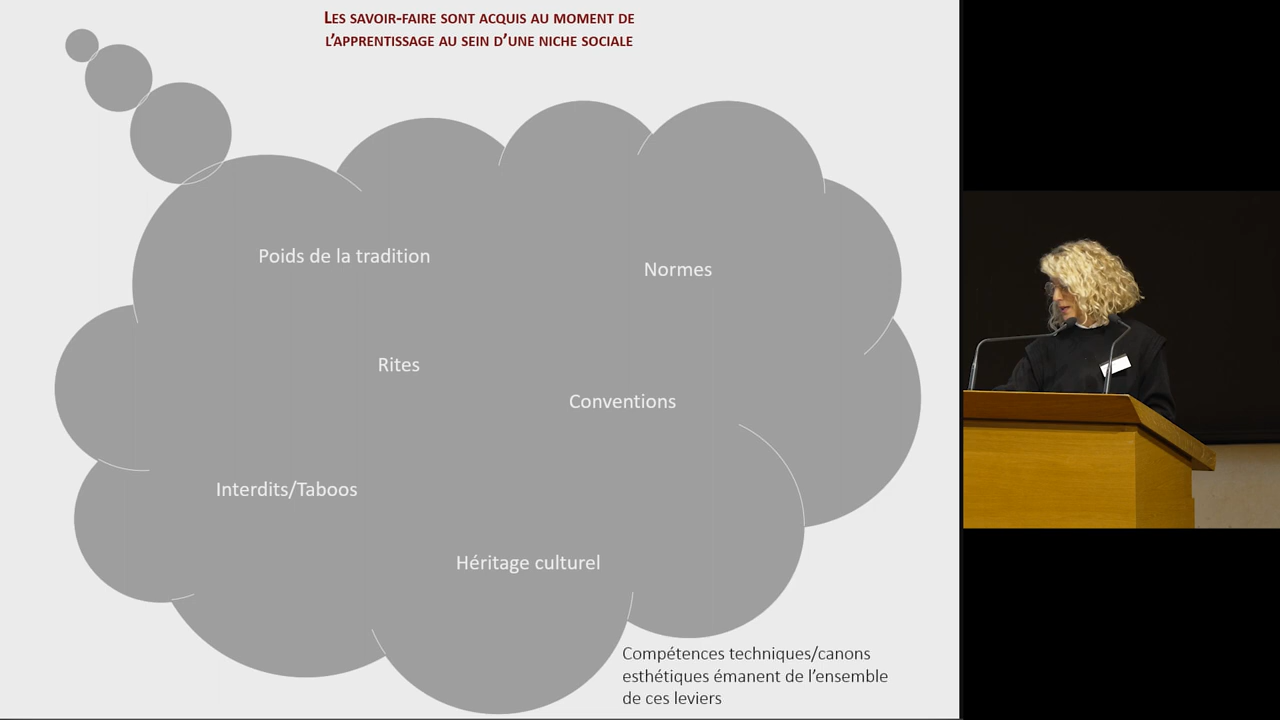 Les savoir-faire sont acquis au moment de
l'apprentissage au sein d'une niche sociale
Poids de la tradition
Normes
Rites
Conventions
Interdits/Taboos
Héritage culturel
Compétences techniques/canons
esthétiques émanent de l'ensemble
de ces leviers